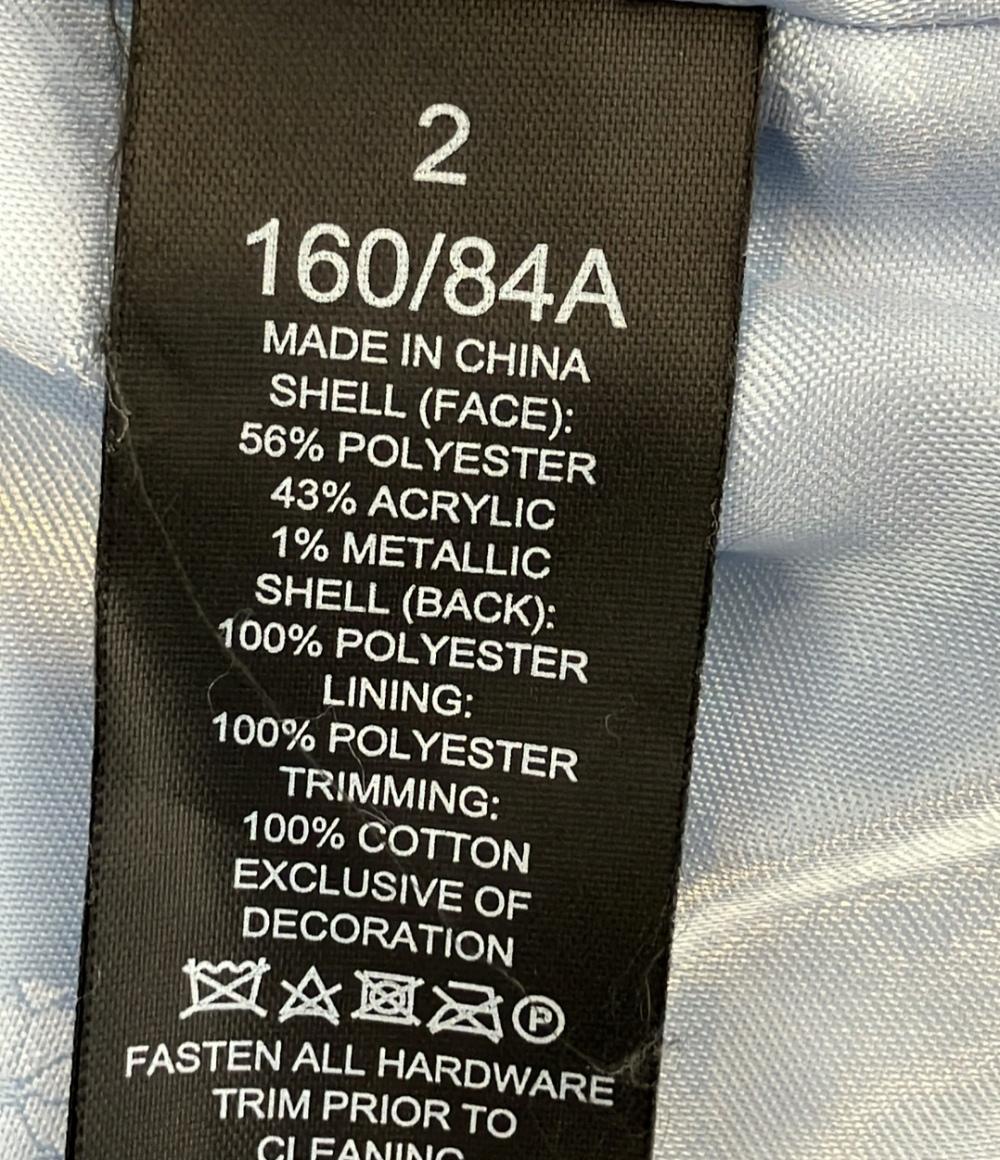 2
160/84A
MADE IN CHINA
SHELL (FACE):
56% POLYESTER
43% ACRYLIC
1% METALLIC
SHELL (BACK):
100% POLYESTER
LINING:
100% POLYESTER
TRIMMING:
100% COTTON
EXCLUSIVE OF
DECORATION
P
FASTEN ALL HARDWARE
TRIM PRIOR TO
CLEANING